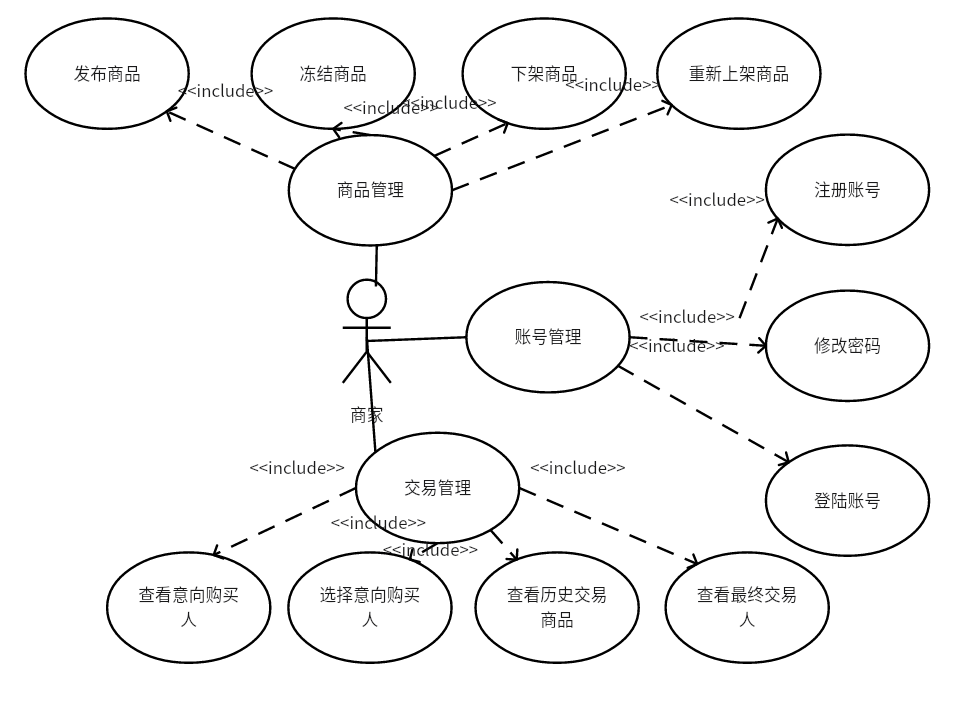 发布商品
冻结商品
下架商品
重新上架商品
<<include>>
<<include>>
<<include>>
<<include>>
商品管理
注册账号
<<include>>
<<include>>
账号管理
<<include>>
修改密码
商家
<<include>>
<<include>>
交易管理
登陆账号
<<include>>
<<include>>
查看意向购买
人
选择意向购买
人
查看历史交易
商品
查看最终交易
人